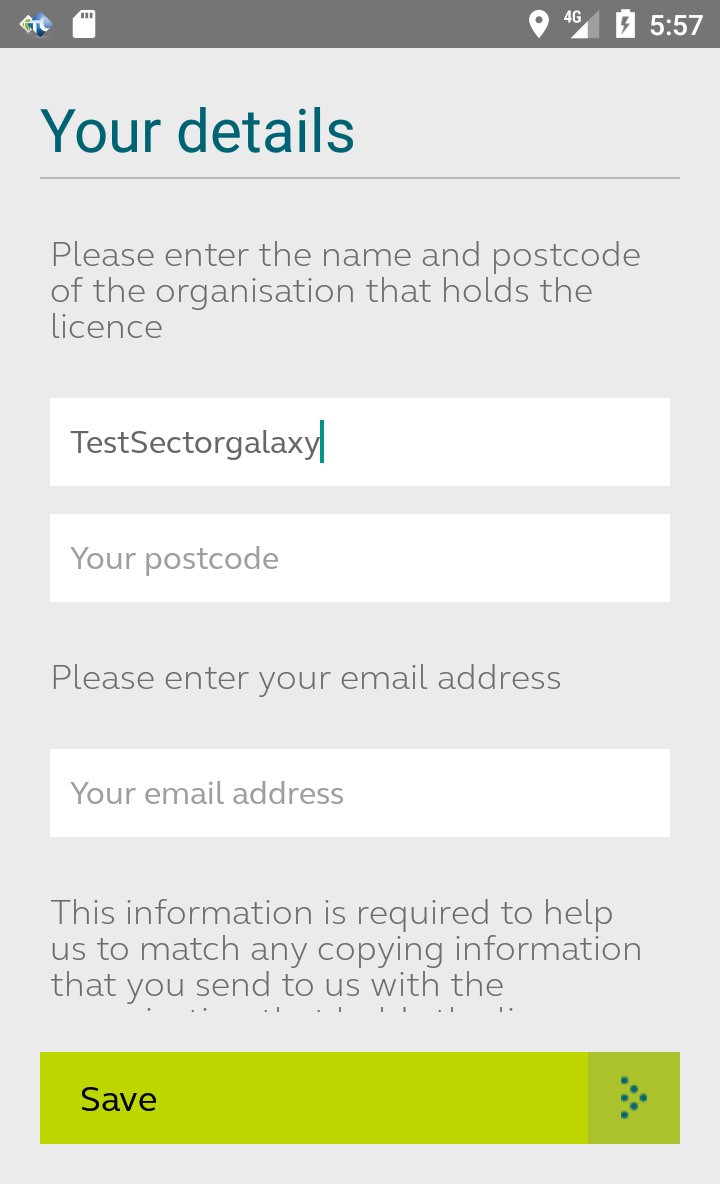 4G 5:57
Your details
Please enter the name and postcode
of the organisation that holds the
licence
TestSectorgalaxy
Your postcode
Please enter your email address
Your email address
This information is required to help
us to match any copying information
that you send to us with the
Save